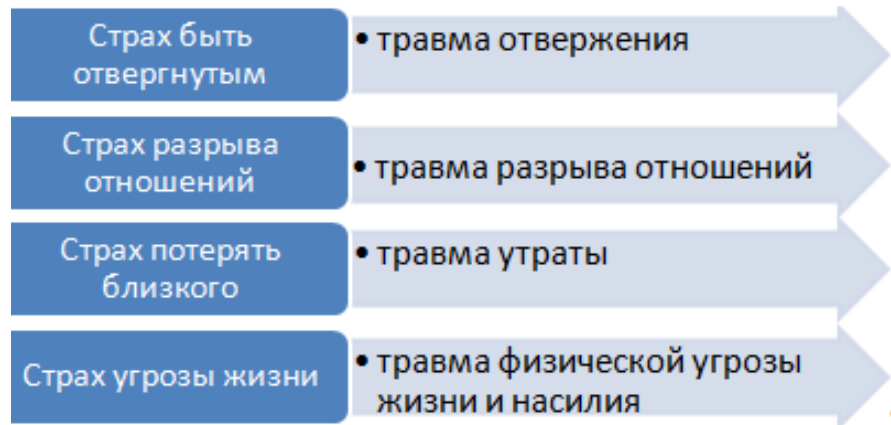 Страх быть
отвергнутым
• травма отвержения
Страх разрыва
отношений
• травма разрыва отношений
Страх потерять
близкого
• травма утраты
Страх угрозы жизни
• травма физической угрозы
жизни и насилия